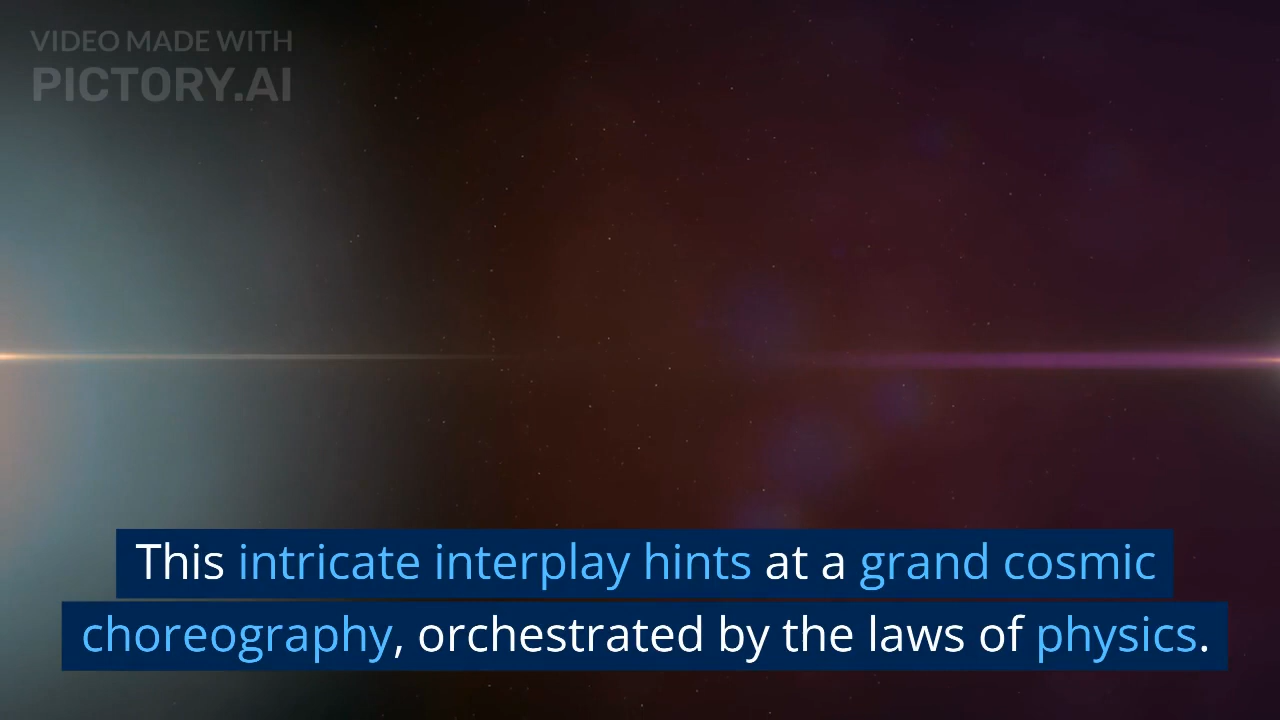 VIDEO MADE WITH
PICTORY.AI
This intricate interplay hints at a grand cosmic
choreography, orchestrated by the laws of physics.